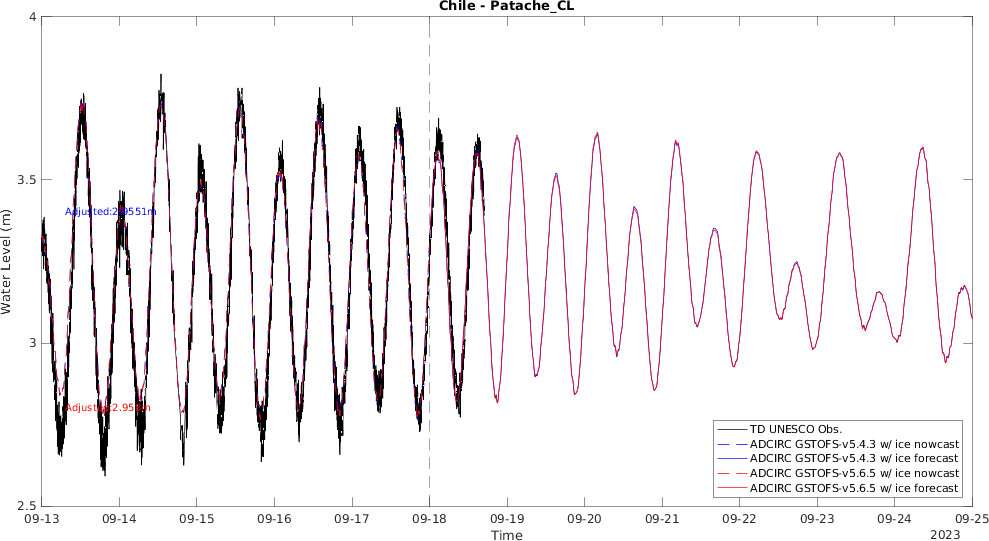 Chile - Patache_CL
4
3.5
3
2.5
Water Level (m)
Adjusted:2.9551m
09-13 09-14 09-15 09-16 09-17 09-18 09-19 09-20 09-21 09-22 09-23 09-24 09-25
Time
2023
TD UNESCO Obs.
ADCIRC GSTOFS-v5.4.3 w/ ice nowcast
ADCIRC GSTOFS-v5.4.3 w/ ice forecast
ADCIRC GSTOFS-v5.6.5 w/ ice nowcast
ADCIRC GSTOFS-v5.6.5 w/ ice forecast